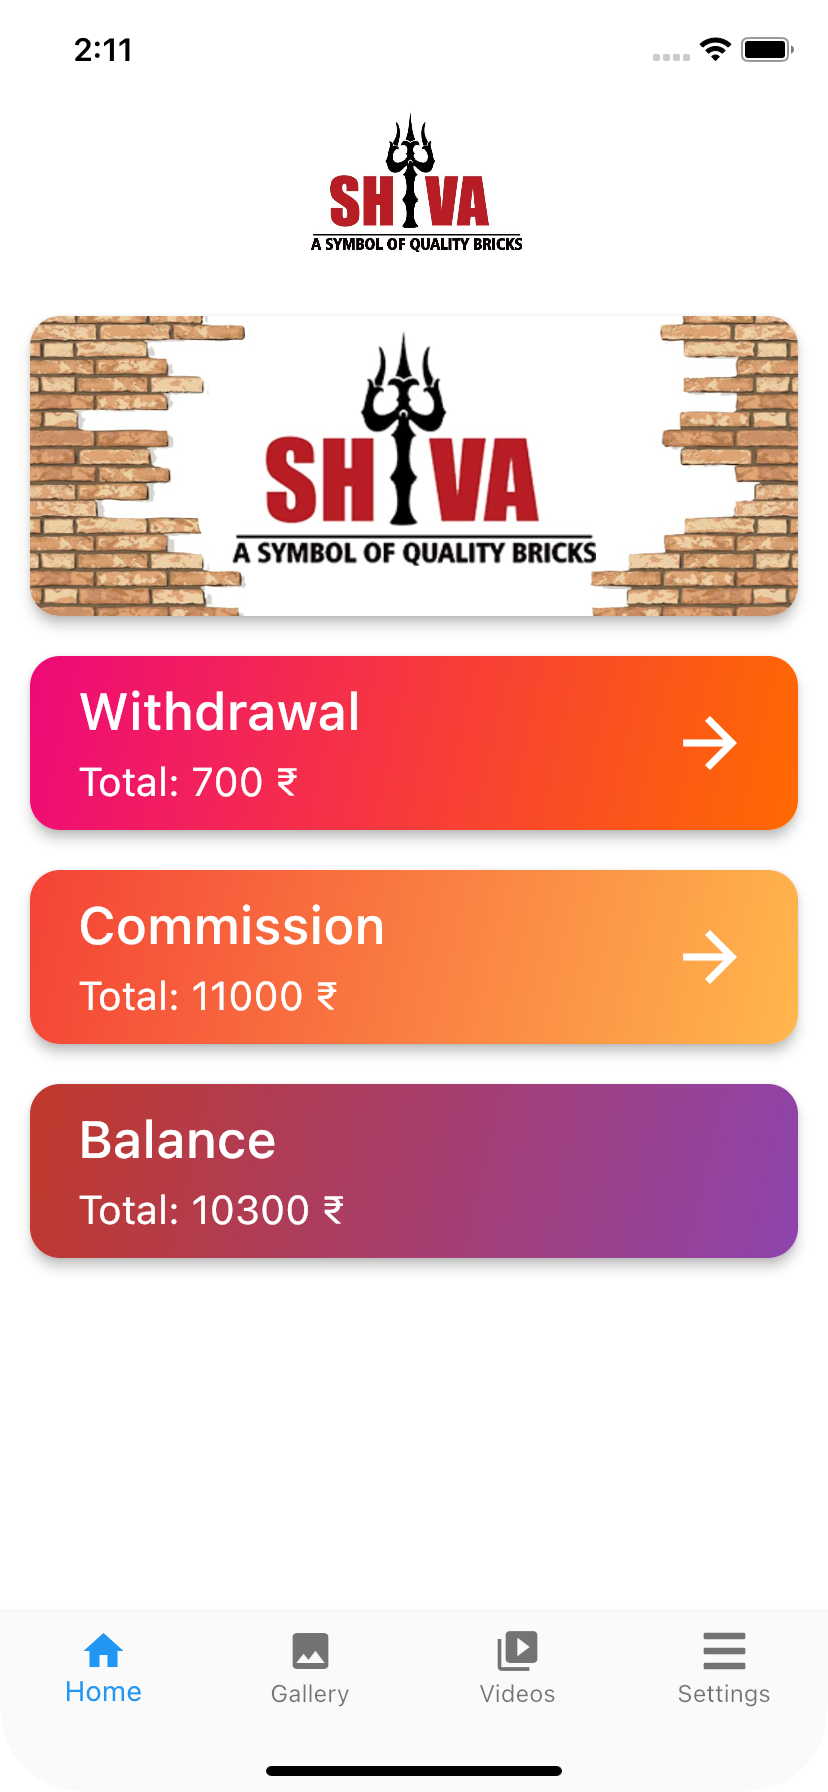 2:11
SHIVA
A SYMBOL OF QUALITY BRICKS
SHIVA
A SYMBOL OF QUALITY BRICKS
Withdrawal
Total: 700 ₹
Commission
Total: 11000 ₹
Balance
Total: 10300 ₹
Home Gallery Videos Settings